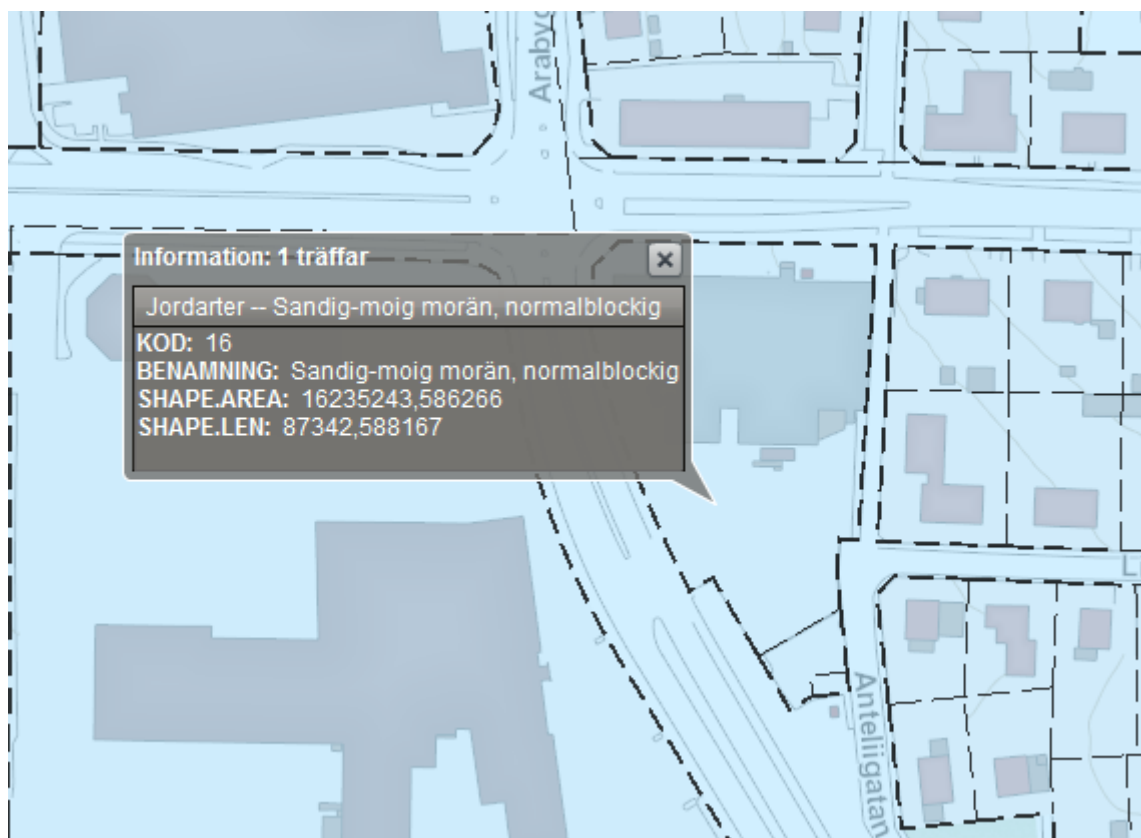 Arabyg
Information: 1 träffar
Jordarter -- Sandig-moig morän, normalblockig
KOD: 16
BENAMNING: Sandig-moig morän, normalblockig
SHAPE.AREA: 16235243,586266
SHAPE.LEN: 87342,588167
L
Anteliigatan